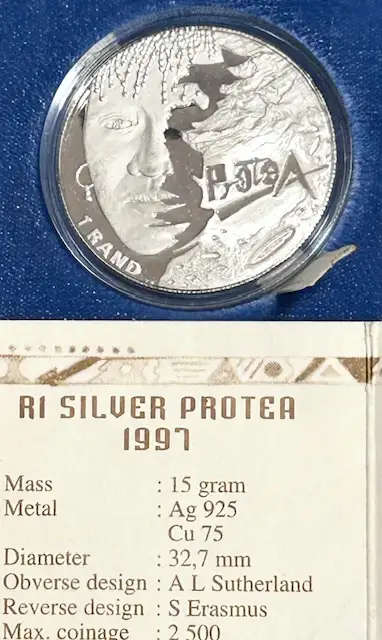 ProteA
1 RAND
R1 SILVER PROTEA
1997
Mass : 15 gram
Metal : Ag 925
Cu 75
Diameter : 32,7 mm
Obverse design : A L Sutherland
Reverse design : S Erasmus
Max. coinage : 2 500